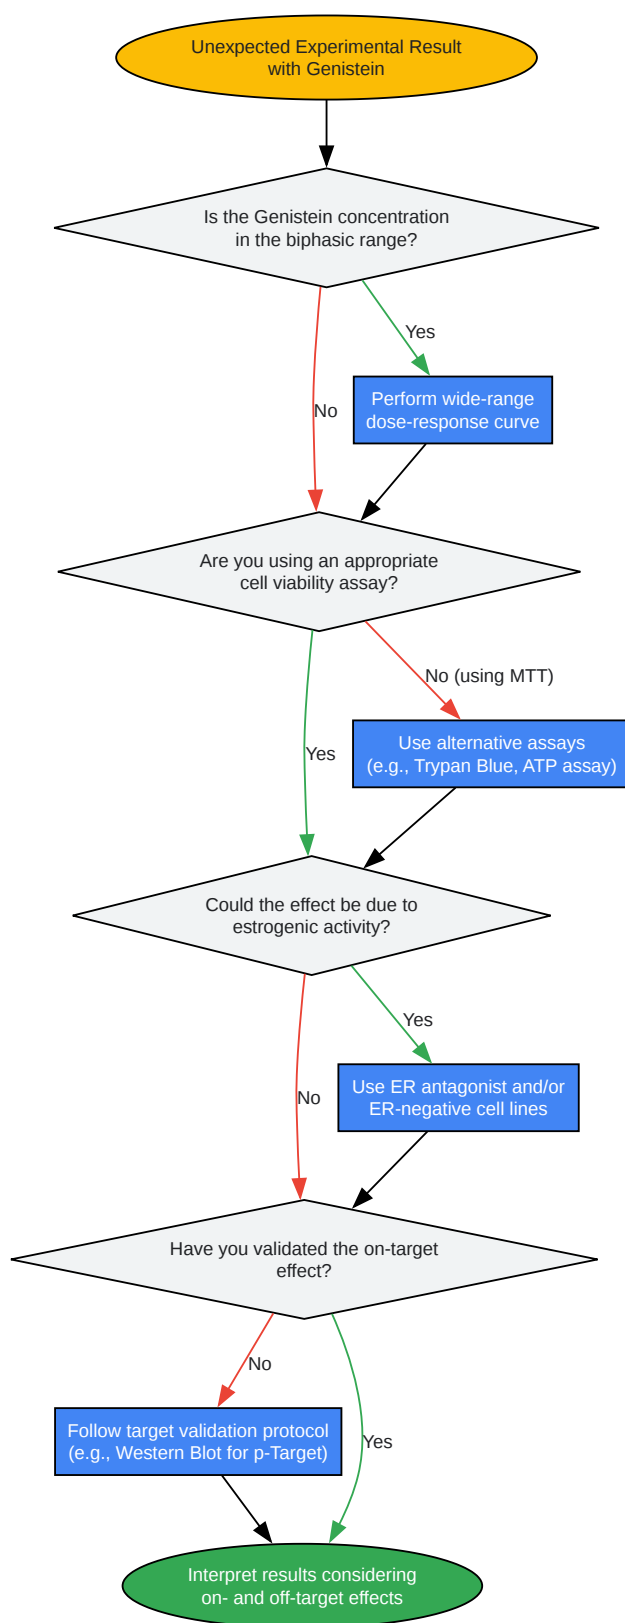 Unexpected Experimental Result
with Genistein
Is the Genistein concentration
in the biphasic range?
Yes
Perform wide-range
dose-response curve
No
Are you using an appropriate
cell viability assay?
No (using MTT)
Use alternative assays
(e.g., Trypan Blue, ATP assay)
Yes
Could the effect be due to
estrogenic activity?
Yes
Use ER antagonist and/or
ER-negative cell lines
No
Have you validated the on-target
effect?
No
Follow target validation protocol
(e.g., Western Blot for p-Target)
Yes
Interpret results considering
on- and off-target effects